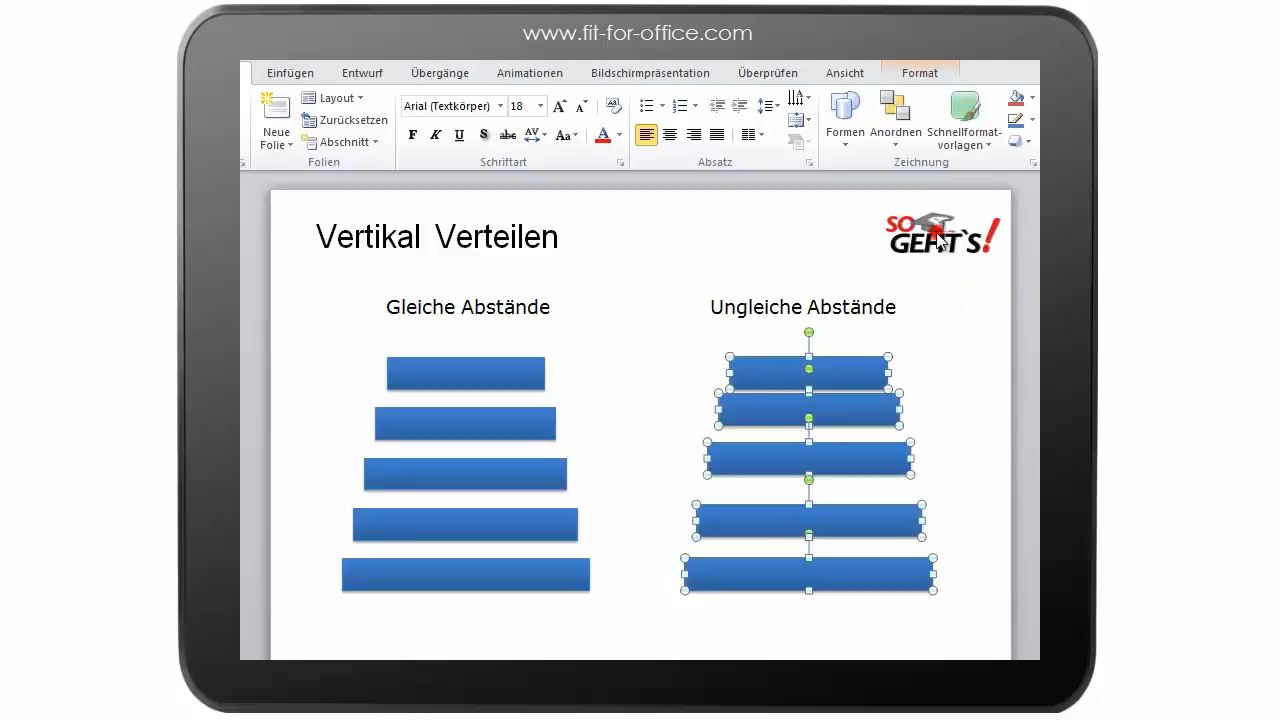 www.fit-for-office.com
Einfügen Entwurf Übergänge Animationen Bildschirmpräsentation Überprüfen Ansicht Format
Neue Folie
Layout
Zurücksetzen
Abschnitt
Folien
Arial (Textkörper) 18
F K U S abc AV Aa A
Schriftart
Absatz
Formen Anordnen Schnellformat-
vorlagen
Zeichnung
Vertikal Verteilen
SO
GEHT`S!
Gleiche Abstände
Ungleiche Abstände